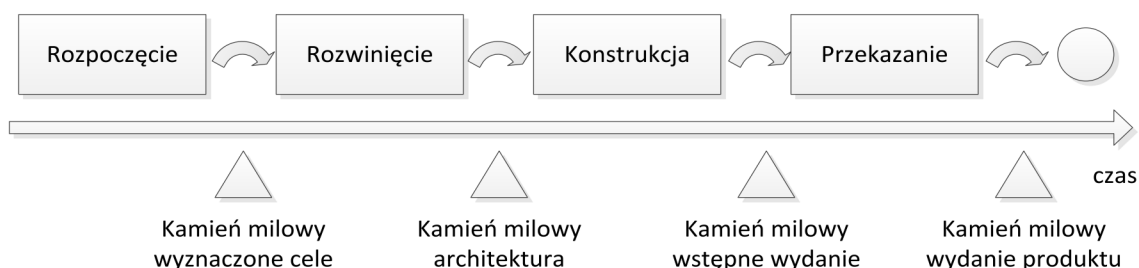 Rozpoczęcie
Rozwinięcie
Konstrukcja
Przekazanie
czas
Kamień milowy
wyznaczone cele
Kamień milowy
architektura
Kamień milowy
wstępne wydanie
Kamień milowy
wydanie produktu